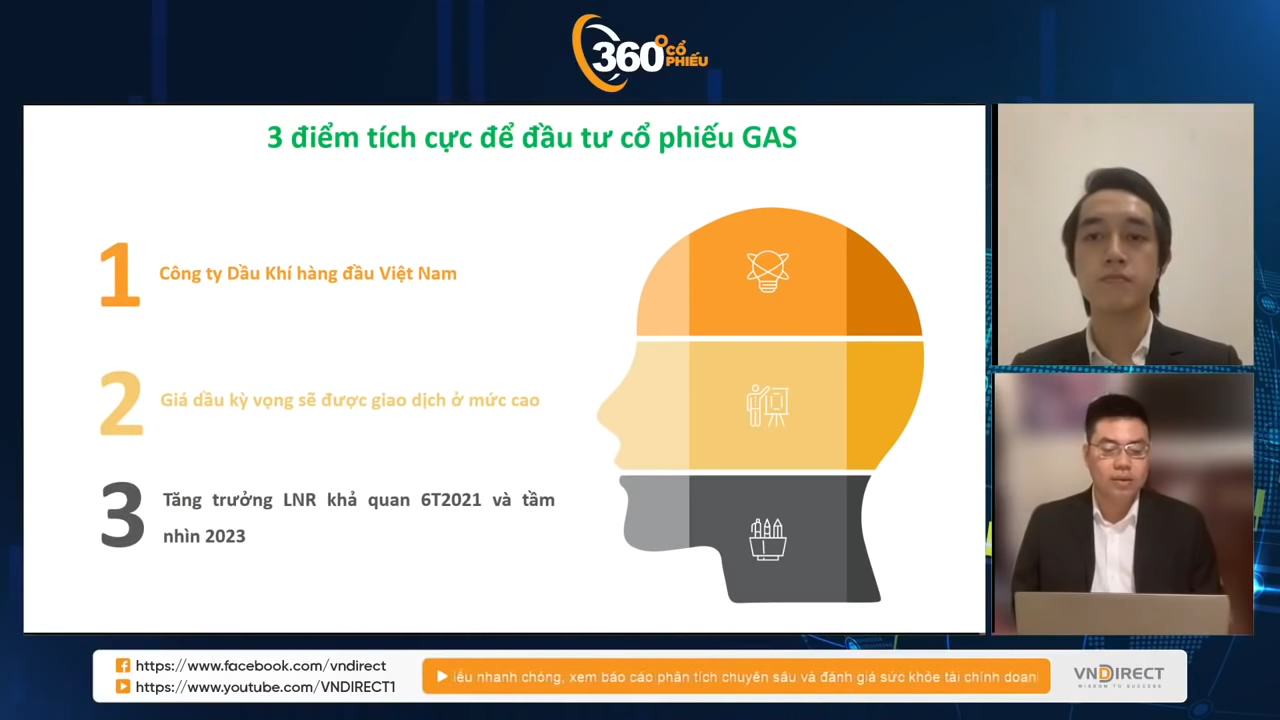 360° CỔ PHIẾU
3 điểm tích cực để đầu tư cổ phiếu GAS
1 Công ty Dầu Khí hàng đầu Việt Nam
2 Giá dầu kỳ vọng sẽ được giao dịch ở mức cao
3 Tăng trưởng LNR khả quan 6T2021 và tầm
nhìn 2023
https://www.facebook.com/vndirect
https://www.youtube.com/VNDIRECT1
nhanh chóng, xem báo cáo phân tích chuyên sâu và đánh giá sức khỏe tài chính
VNDIRECT
WISDOM TO SUCCESS